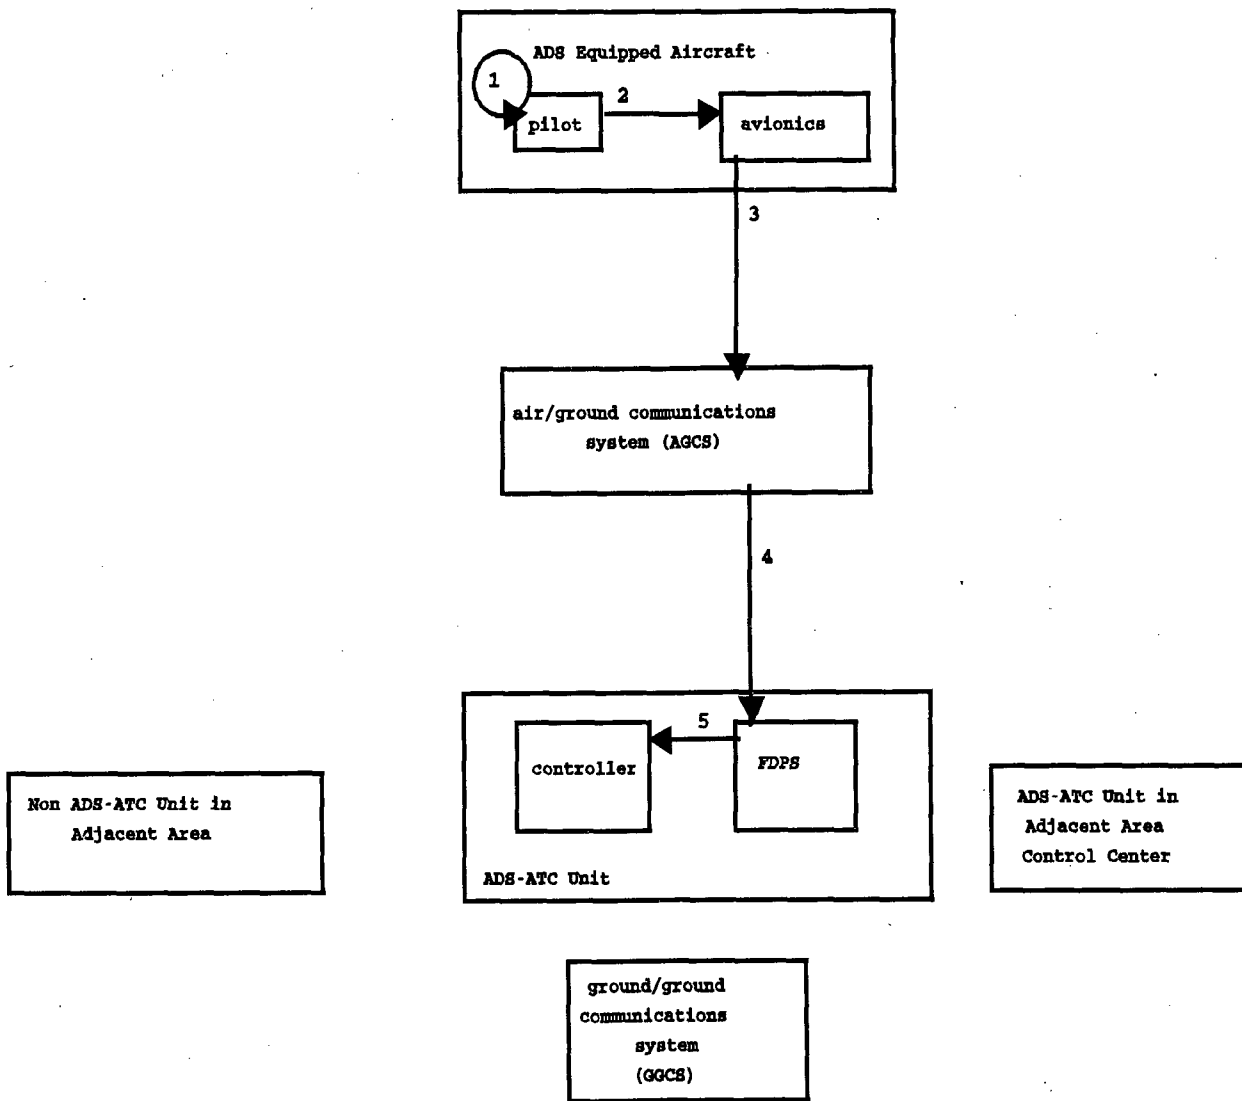 ADS Equipped Aircraft
1
2
pilot
avionics
3
air/ground communications
system (AGCS)
4
5
controller
FDPS
ADS-ATC Unit
Non ADS-ATC Unit in
Adjacent Area
ADS-ATC Unit in
Adjacent Area
Control Center
ground/ground
communications
system
(GGCS)